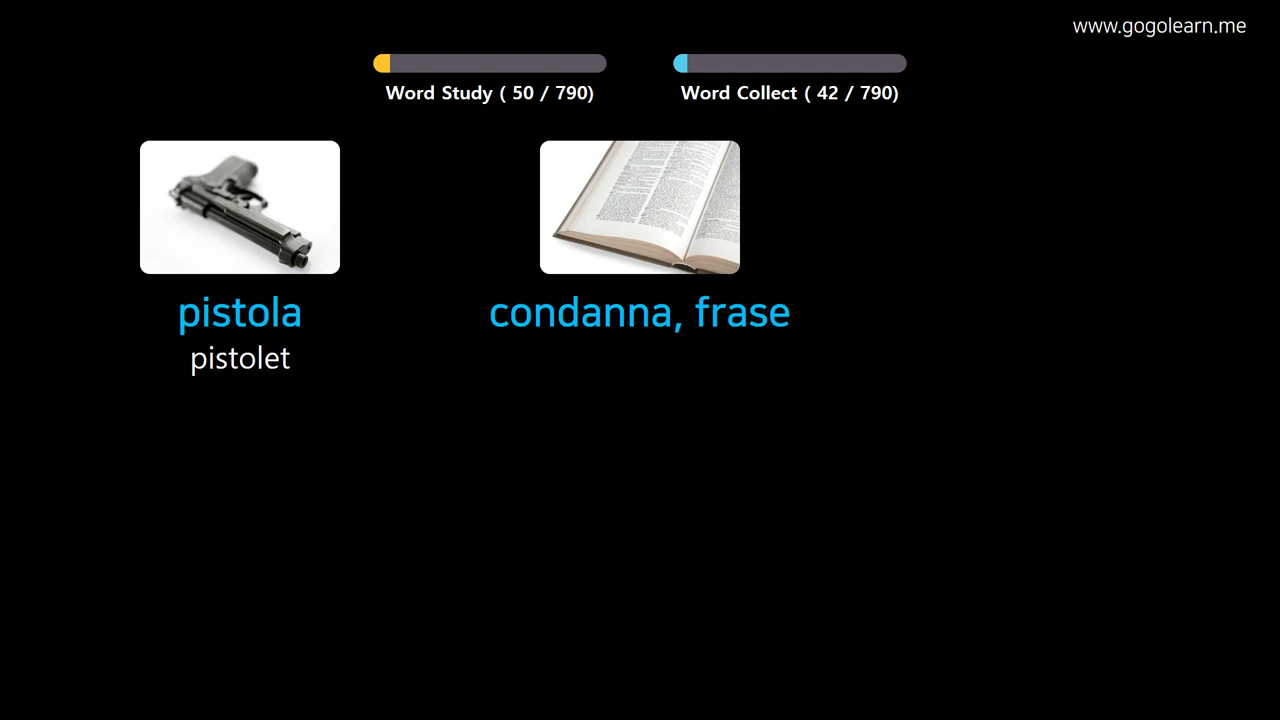 www.gogolearn.me
Word Study ( 50 / 790)
Word Collect ( 42 / 790)
pistola
pistolet
condanna, frase